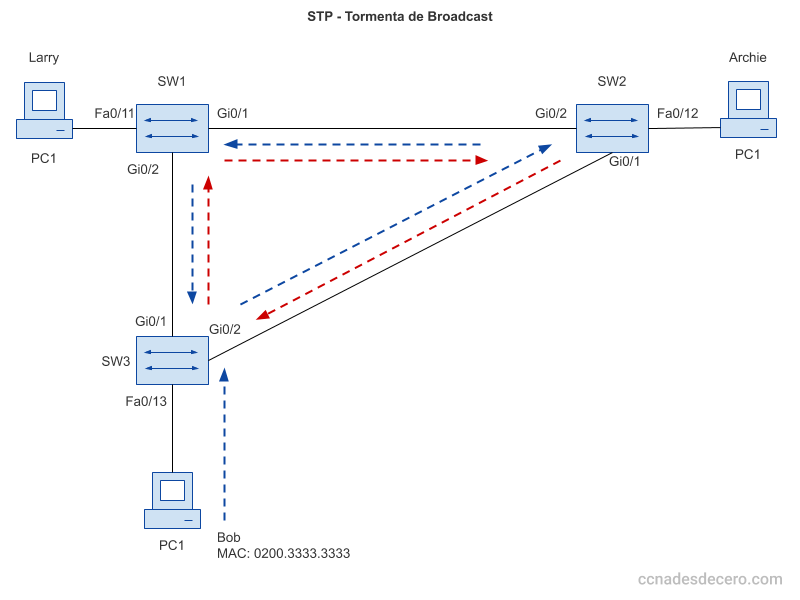 STP - Tormenta de Broadcast
Larry
Archie
SW1
SW2
Fa0/11
Gi0/1
Gi0/2
Fa0/12
PC1
Gi0/2
Gi0/1
PC1
Gi0/1
Gi0/2
SW3
Fa0/13
PC1
Bob
MAC: 0200.3333.3333
ccnadesdecero.com